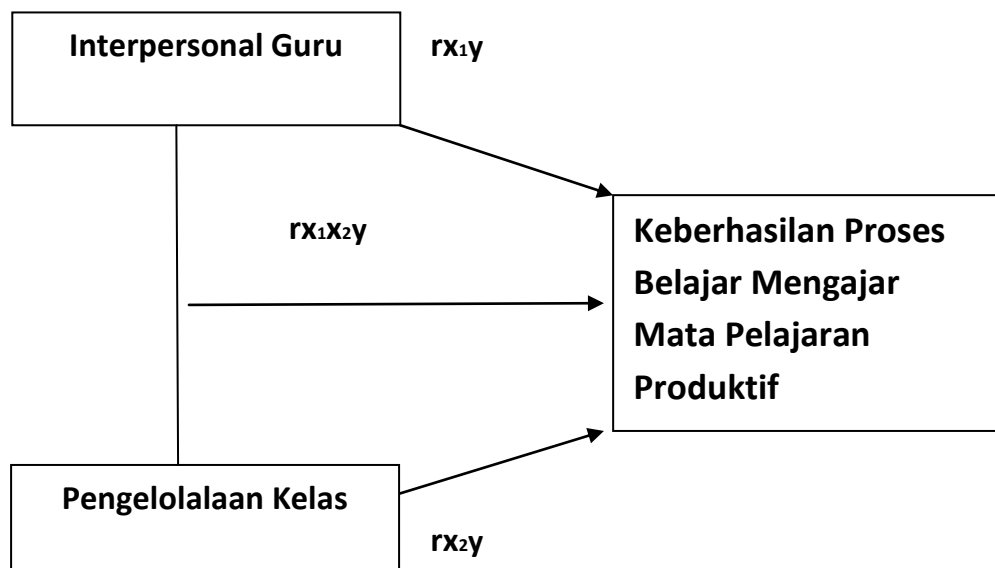 Interpersonal Guru
rx₁y
rx₁x₂y
Keberhasilan Proses
Belajar Mengajar
Mata Pelajaran
Produktif
Pengelolalaan Kelas
rx₂y